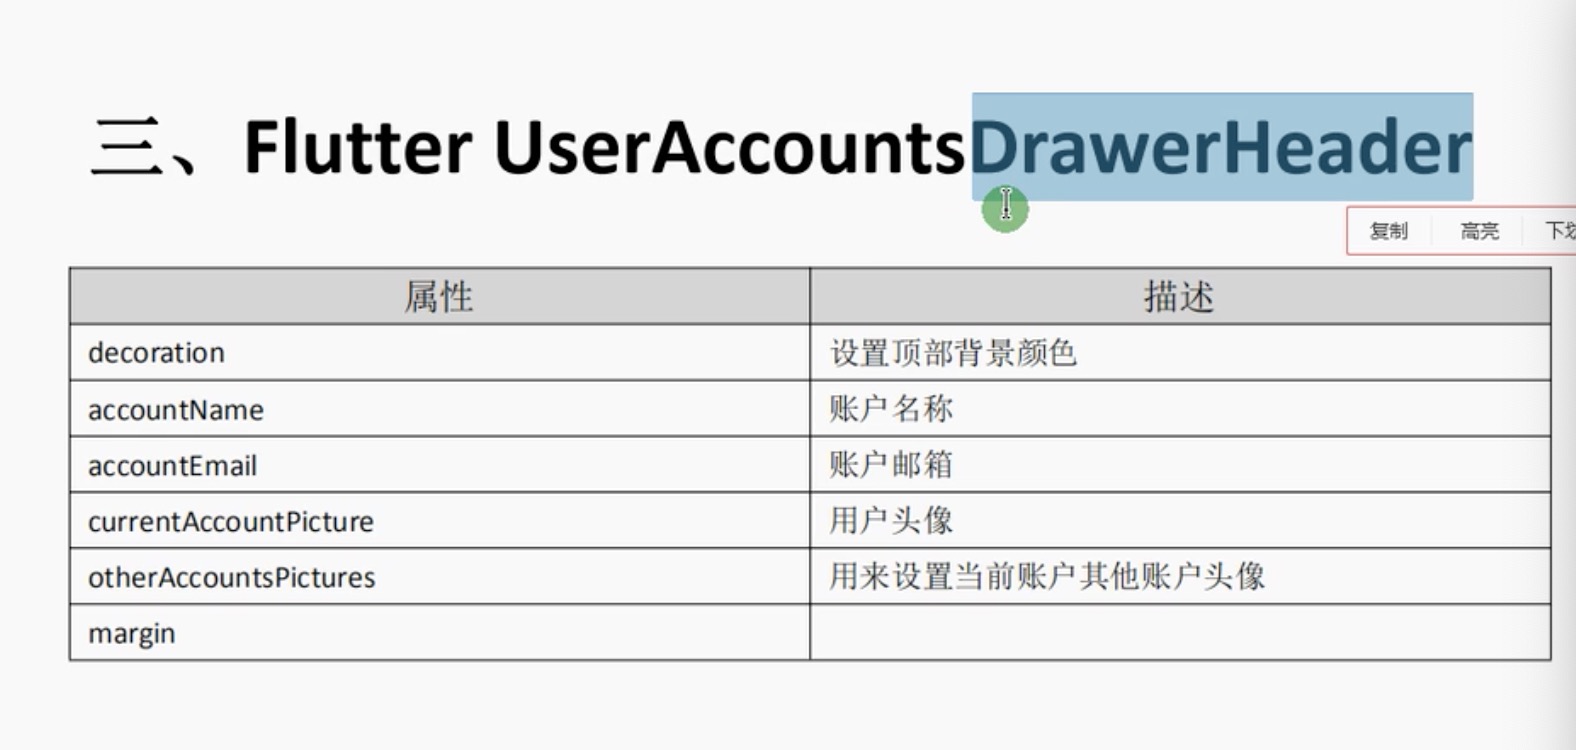 三、Flutter UserAccountsDrawerHeader
复制 高亮
属性 描述
decoration 设置顶部背景颜色
accountName 账户名称
accountEmail 账户邮箱
currentAccountPicture 用户头像
otherAccountsPictures 用来设置当前账户其他账户头像
margin